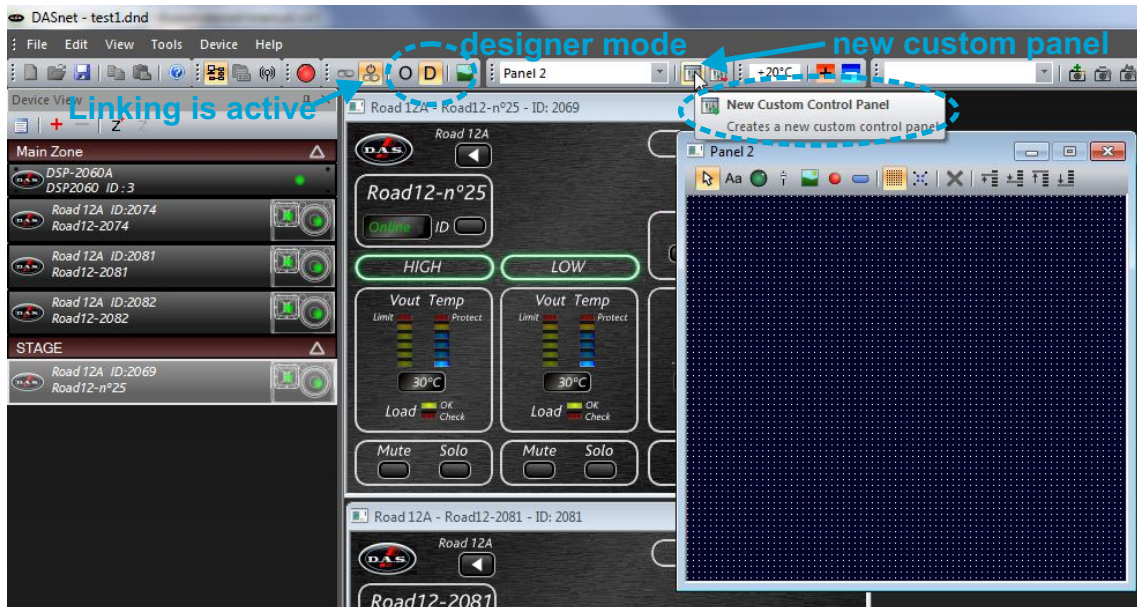 DASnet - test1.dnd
File Edit View Tools Device Help
designer mode
new custom panel
O D
Panel 2
+20°C
Linking is active
Device View
New Custom Control Panel
Creates a new custom control panel
Main Zone
DSP-2060A
DSP2060 ID :3
Road 12A ID:2074
Road12-2074
Road 12A ID:2081
Road12-2081
Road 12A ID:2082
Road12-2082
STAGE
Road 12A ID:2069
Road12-nº25
Road 12A - Road12-nº25 - ID: 2069
DAS
Road 12A
Road12-nº25
Online ID
HIGH LOW
Vout Temp Vout Temp
Limit Protect Limit Protect
30°C 30°C
Load OK Check Load OK Check
Mute Solo Mute Solo
Road 12A - Road12-2081 - ID: 2081
DAS
Road 12A
Road12-2081
Panel 2
Aa